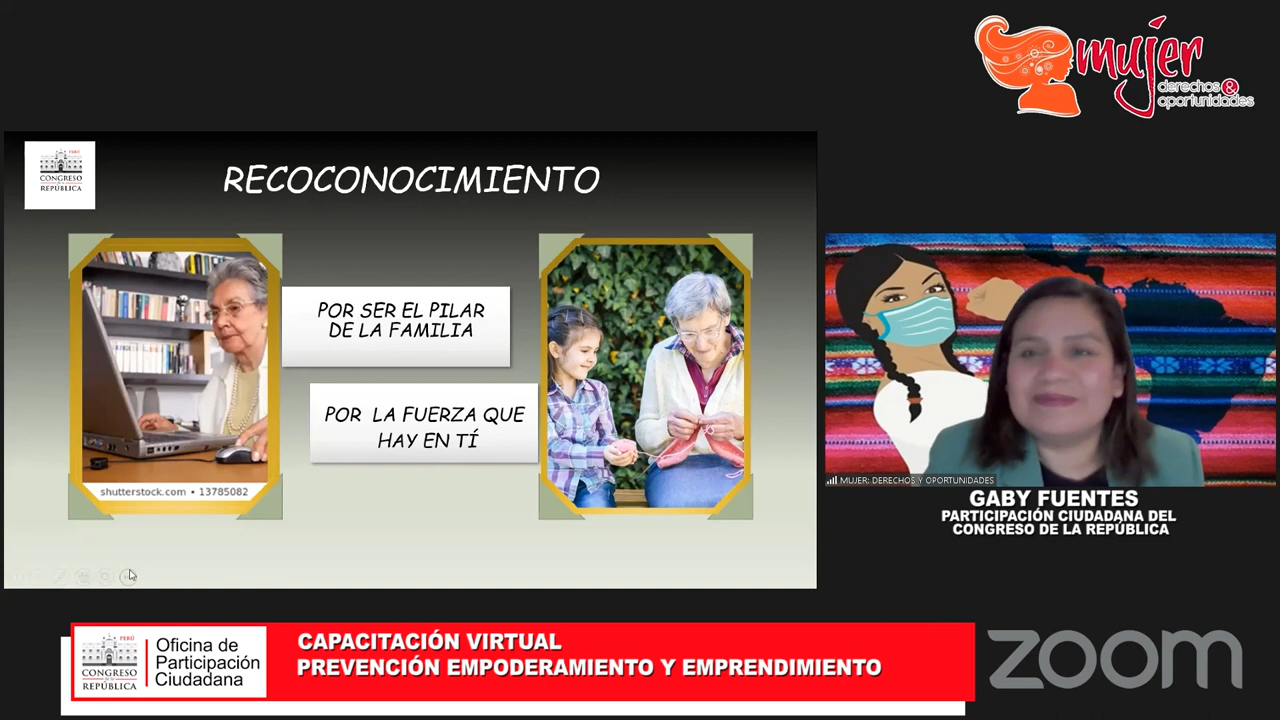 mujer
derechos &
oportunidades
PERÚ
CONGRESO
REPÚBLICA
RECOCONOCIMIENTO
POR SER EL PILAR
DE LA FAMILIA
POR LA FUERZA QUE
HAY EN TÍ
shutterstock.com • 13785082
MUJER: DERECHOS Y OPORTUNIDADES
GABY FUENTES
PARTICIPACIÓN CIUDADANA DEL
CONGRESO DE LA REPÚBLICA
PERÚ
CONGRESO
REPÚBLICA
Oficina de
Participación
Ciudadana
CAPACITACIÓN VIRTUAL
PREVENCIÓN EMPODERAMIENTO Y EMPRENDIMIENTO
zoom